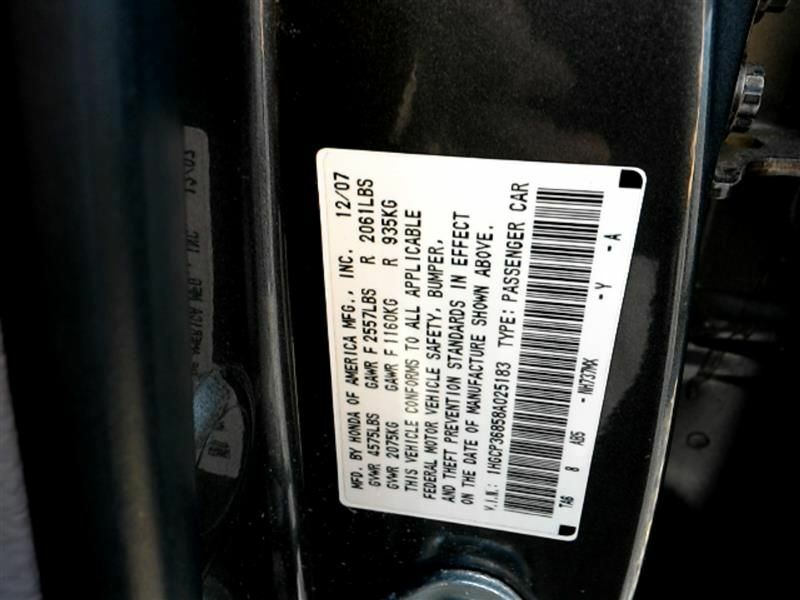 MFD. BY HONDA OF AMERICA MFG., INC. 12/07
GVWR 4575LBS GAWR F 2557LBS R 2061LBS
GVWR 2075KG GAWR F 1160KG R 935KG
THIS VEHICLE CONFORMS TO ALL APPLICABLE
FEDERAL MOTOR VEHICLE SAFETY, BUMPER,
AND THEFT PREVENTION STANDARDS IN EFFECT
ON THE DATE OF MANUFACTURE SHOWN ABOVE.
V.I.N.: 1HGCP36858A025183 TYPE: PASSENGER CAR
TA6 8 AB5 -NH737MX -Y -A